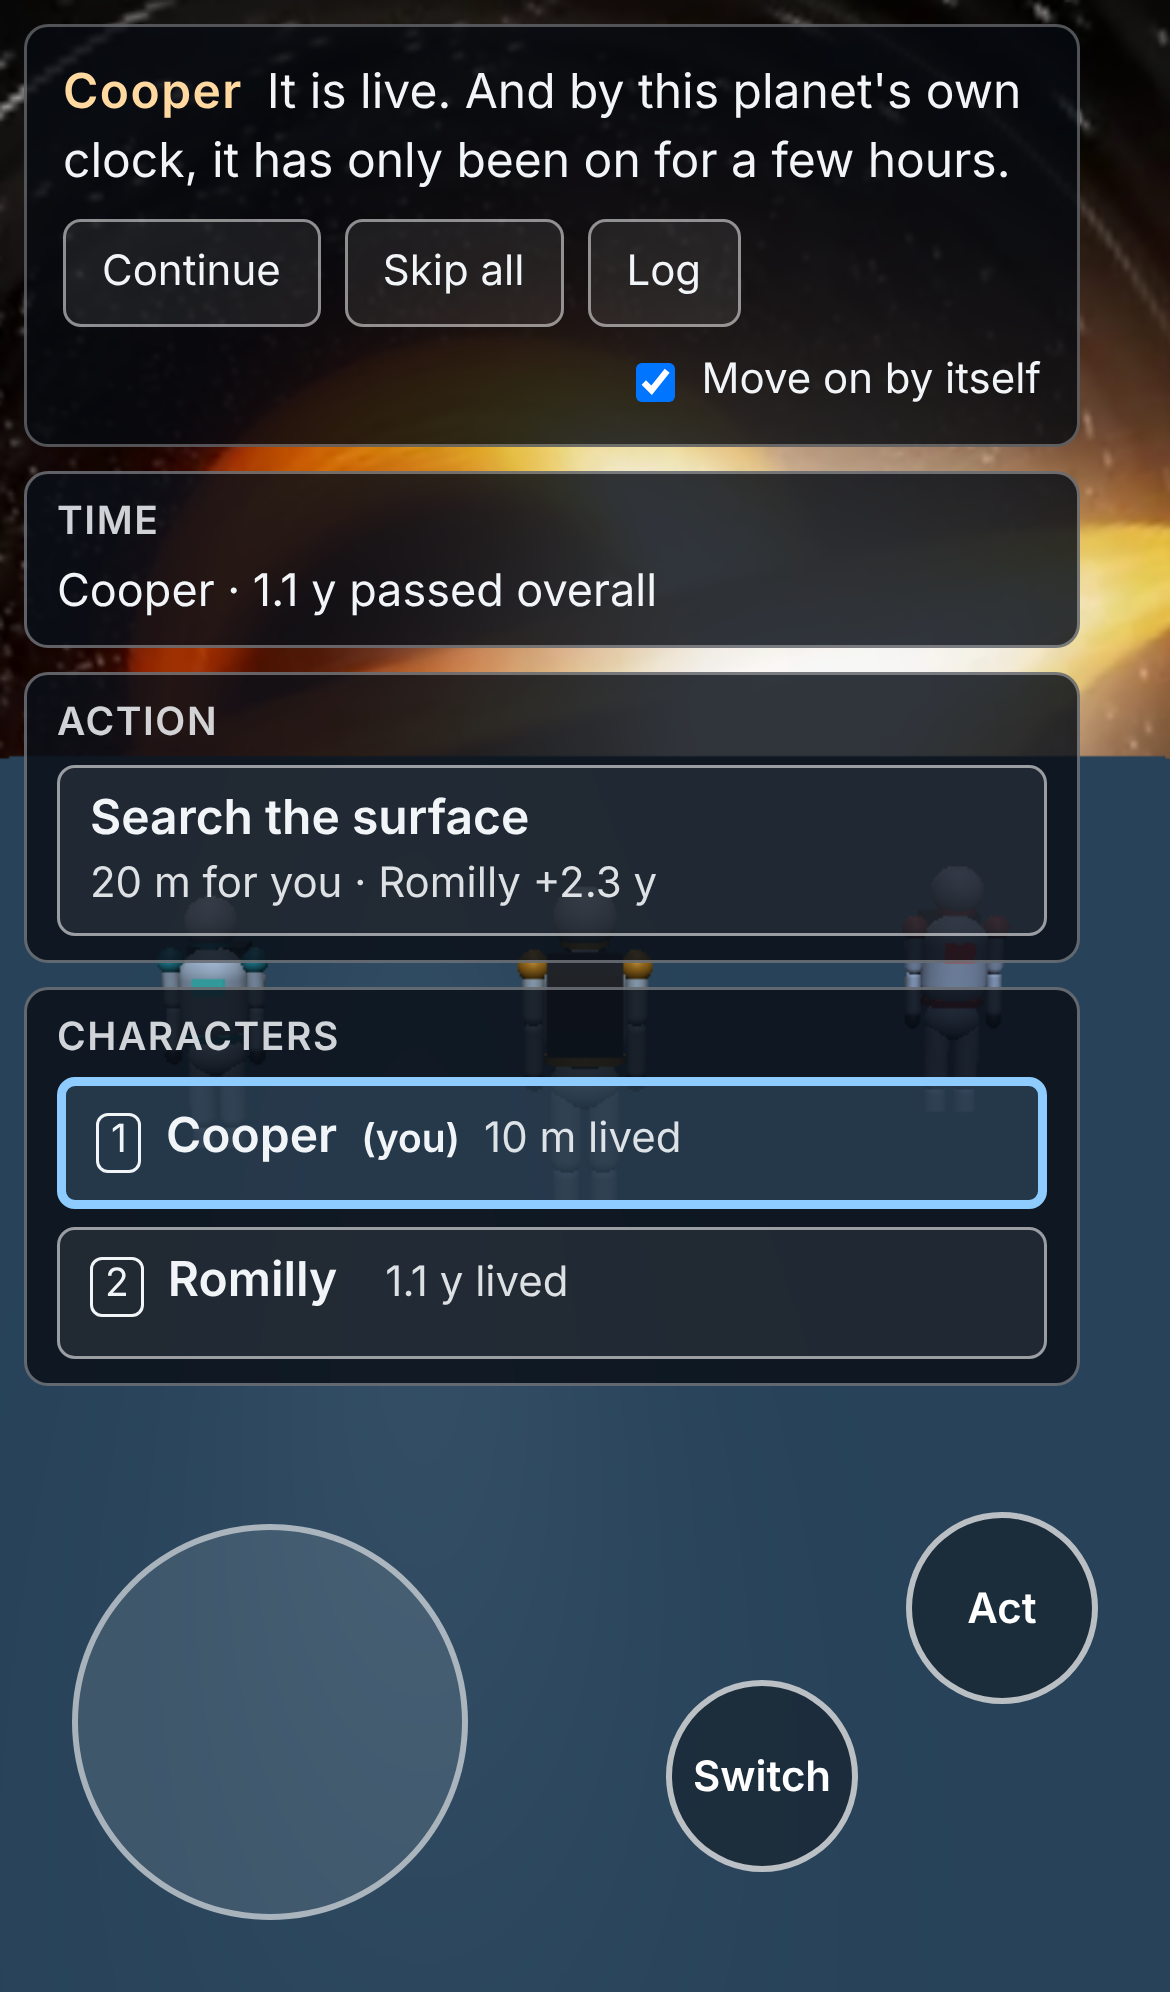 Cooper It is live. And by this planet's own
clock, it has only been on for a few hours.
Continue Skip all Log
Move on by itself
TIME
Cooper · 1.1 y passed overall
ACTION
Search the surface
20 m for you · Romilly +2.3 y
CHARACTERS
1 Cooper (you) 10 m lived
2 Romilly 1.1 y lived
Act
Switch